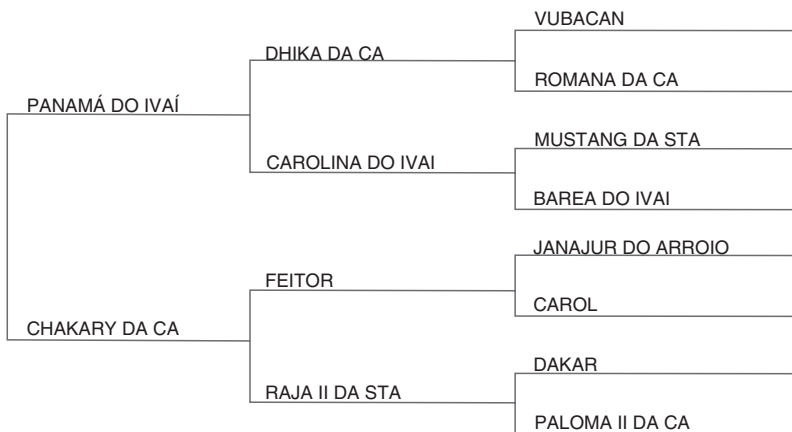 VUBACAN
DHIKA DA CA
ROMANA DA CA
PANAMÁ DO IVAÍ
MUSTANG DA STA
CAROLINA DO IVAI
BAREA DO IVAI
JANAJUR DO ARROIO
FEITOR
CAROL
CHAKARY DA CA
DAKAR
RAJA II DA STA
PALOMA II DA CA